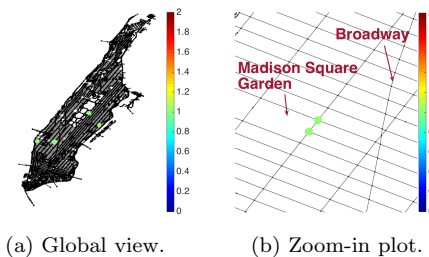 2
1.8
1.6
1.4
1.2
1
0.8
0.6
0.4
0.2
0
Broadway
Madison Square
Garden
(a) Global view.
(b) Zoom-in plot.